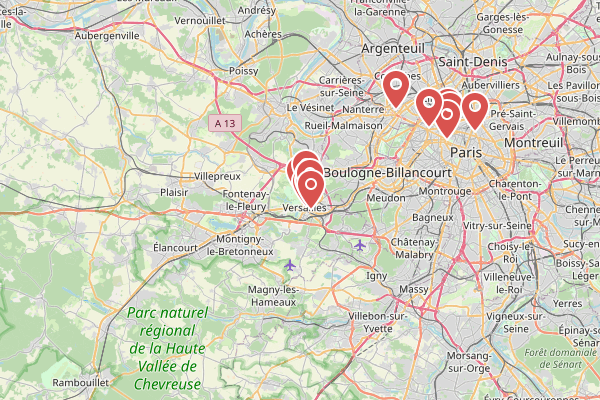 Andrésy
Franconville
la-Garenne
Garges-lès-
Gonesse
Vernouillet
Aubergenville
Achères
Argenteuil
Aulnay-sous
Bois
Saint-Denis
Poissy
Carrières
-sur-Seine
Aubervilliers
Les Pavillons
sous-Bois
A 13
Le Vésinet
Nanterre
Rueil-Malmaison
Pré-Saint-
Gervais
Villemomble
Paris
Montreuil
Villepreux
Boulogne-Billancourt
Le Perreux
sur-Marne
Plaisir
Fontenay-
le-Fleury
Versailles
Meudon
Montrouge
Charenton-
le-Pont
Bagneux
Vitry-sur-Seine
Élancourt
Montigny-
le-Bretonneux
Châtenay
Malabry
Choisy-le
Roi
Sucy-en
Igny
Boissy-Saint
Léger
Villeneuve-
le-Roi
Magny-les-
Hameaux
Massy
Yerres
Parc naturel
régional
de la Haute
Vallée de
Chevreuse
Villebon-sur-
Yvette
Vigneux-sur-
Seine
Épinay-sous
Sénart
Morsang-
sur-Orge
Forêt domaniale
de Sénart
Rambouillet
Évry-Courcouronnes